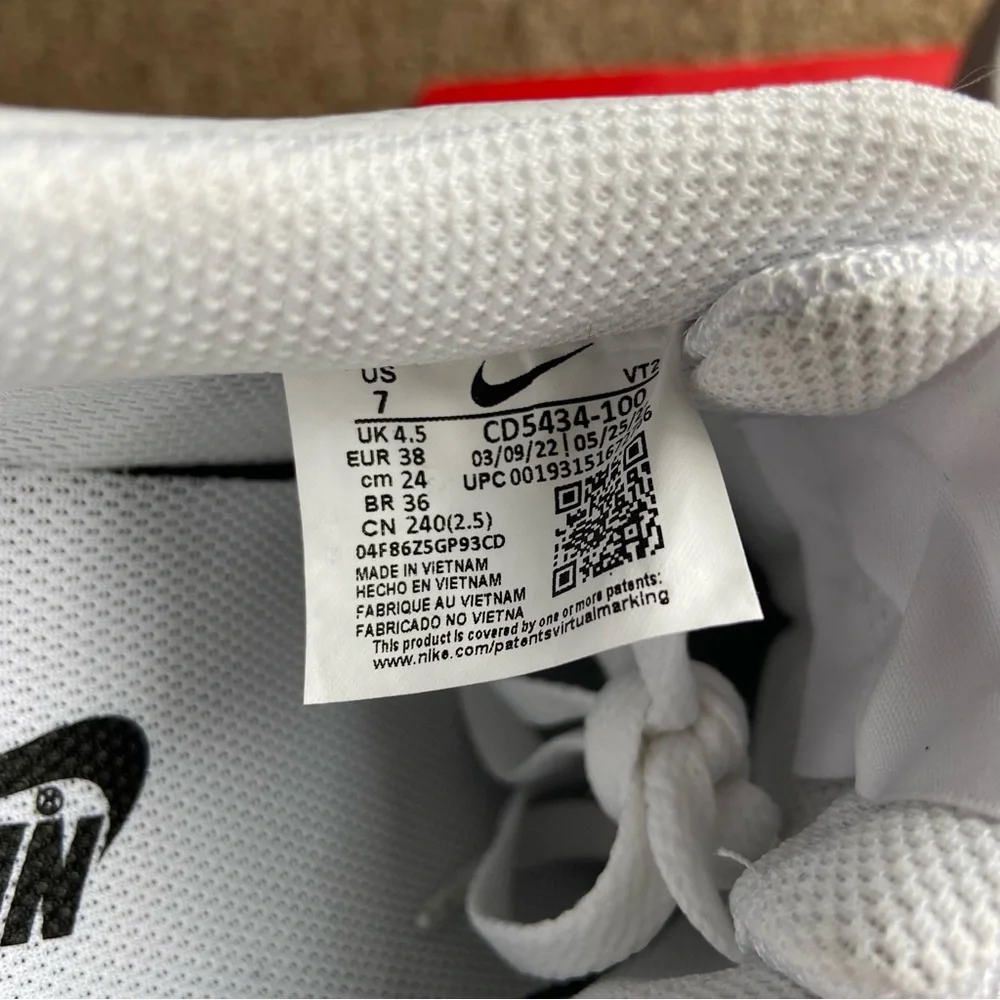 US
7
VT2
UK 4.5
EUR 38
cm 24
BR 36
CN 240(2.5)
CD5434-100
03/09/22 | 05/25/22
UPC
04F86Z5GP93CD
MADE IN VIETNAM
HECHO EN VIETNAM
FABRIQUE AU VIETNAM
FABRICADO NO VIETNA
This product is covered by one or more patents:
www.nike.com/patentsvirtualmarking